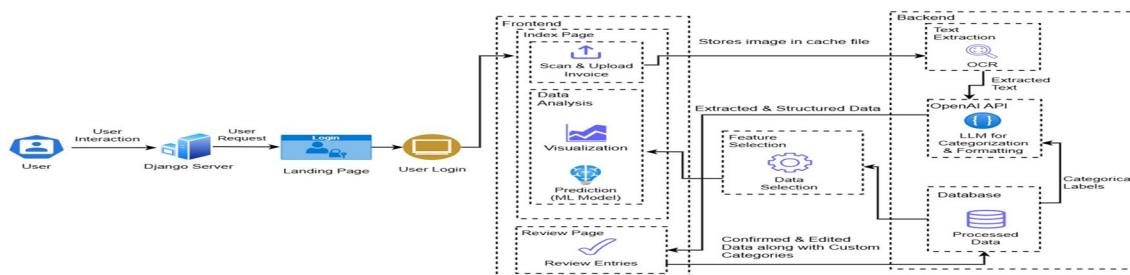 Frontend
Index Page
Scan & Upload
Invoice
Data
Analysis
Visualization
Prediction
(ML Model)
Review Page
Review Entries
User
User
Interaction
Django Server
User
Request
Login
Landing Page
User Login
Stores image in cache file
Extracted & Structured Data
Feature
Selection
Data
Selection
Confirmed & Edited
Data along with Custom
Categories
Backend
Text
Extraction
OCR
Extracted
Text
OpenAI API
LLM for
Categorization
& Formatting
Categorical
Labels
Database
Processed
Data